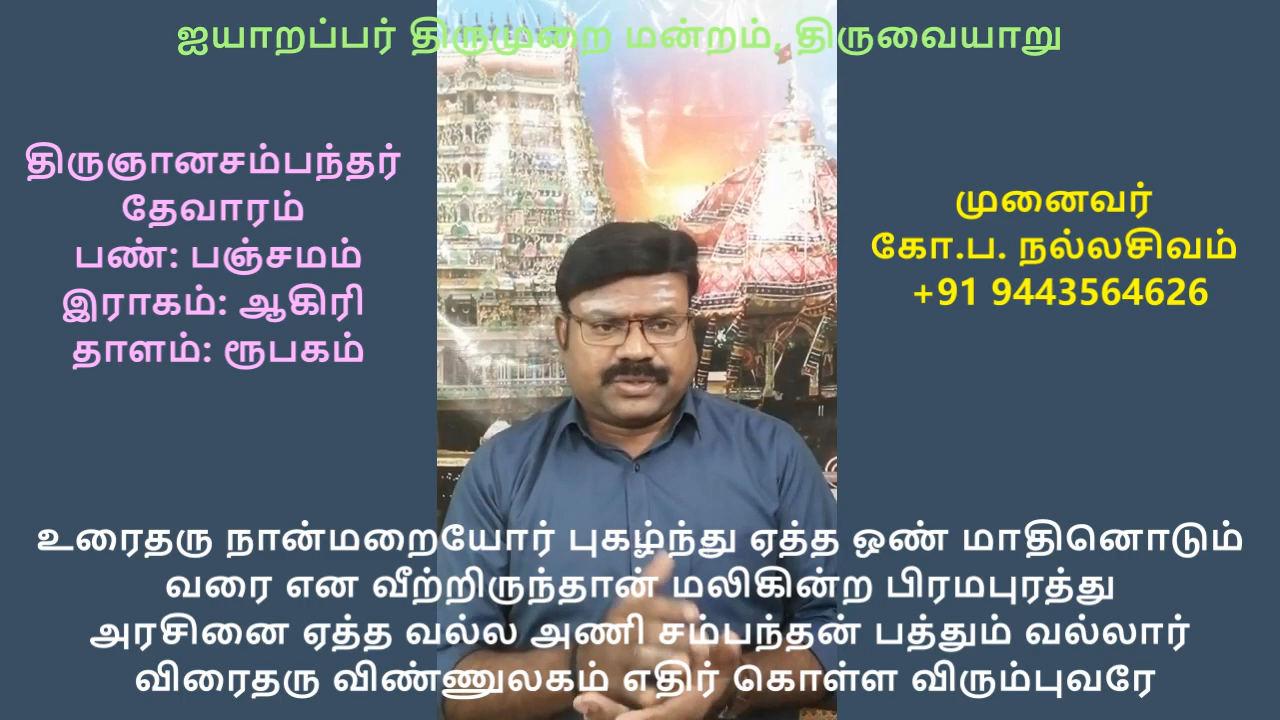 ஐயாறப்பர் திருமுறை மன்றம், திருவையாறு
திருஞானசம்பந்தர்
தேவாரம்
பண்: பஞ்சமம்
இராகம்: ஆகிரி
தாளம்: ரூபகம்
முனைவர்
கோ.ப. நல்லசிவம்
+91 9443564626
உரைதரு நான்மறையோர் புகழ்ந்து ஏத்த ஒண் மாதினொடும்
வரை என வீற்றிருந்தான் மலிகின்ற பிரமபுரத்து
அரசினை ஏத்த வல்ல அணி சம்பந்தன் பத்தும் வல்லார்
விரைதரு விண்ணுலகம் எதிர் கொள்ள விரும்புவரே